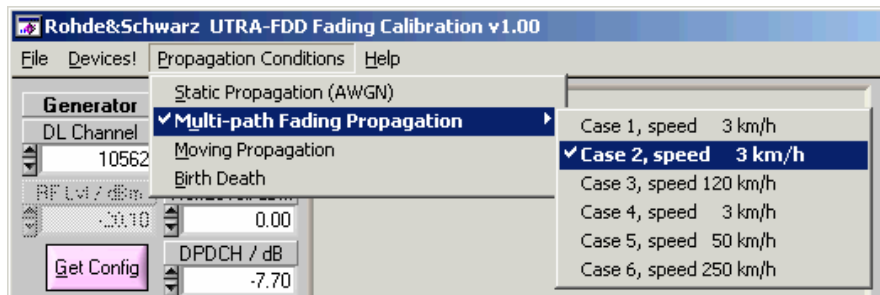 Rohde&Schwarz UTRA-FDD Fading Calibration v1.00
File Devices! Propagation Conditions Help
Static Propagation (AWGN)
Multi-path Fading Propagation
Moving Propagation
Birth Death
Case 1, speed 3 km/h
Case 2, speed 3 km/h
Case 3, speed 120 km/h
Case 4, speed 3 km/h
Case 5, speed 50 km/h
Case 6, speed 250 km/h
Generator
DL Channel
10562
RF Lvl / dBm
0.00
Get Config
DPDCH / dB
-7.70